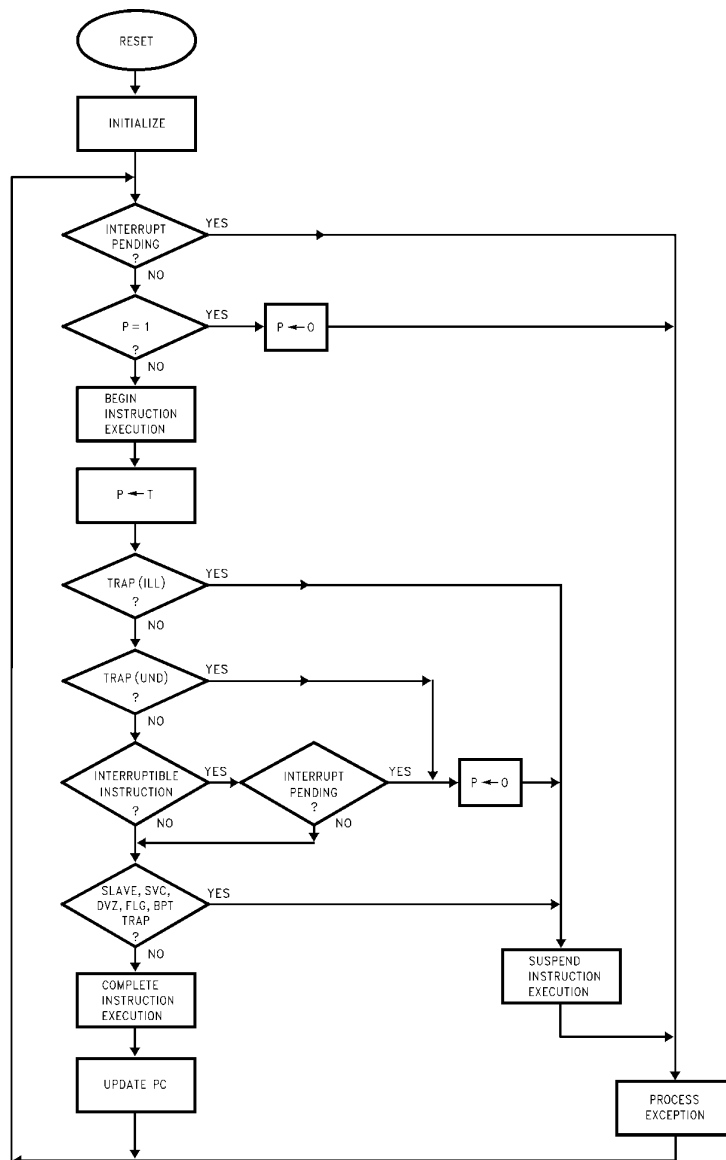 RESET
INITIALIZE
INTERRUPT
PENDING
?
YES
NO
P = 1
?
YES
NO
P ← 0
BEGIN
INSTRUCTION
EXECUTION
P ← T
TRAP (ILL)
?
YES
NO
TRAP (UND)
?
YES
NO
INTERRUPTIBLE
INSTRUCTION
?
YES
NO
INTERRUPT
PENDING
?
YES
NO
P ← 0
SLAVE, SVC,
DVZ, FLG, BPT
TRAP
?
YES
NO
SUSPEND
INSTRUCTION
EXECUTION
COMPLETE
INSTRUCTION
EXECUTION
UPDATE PC
PROCESS
EXCEPTION